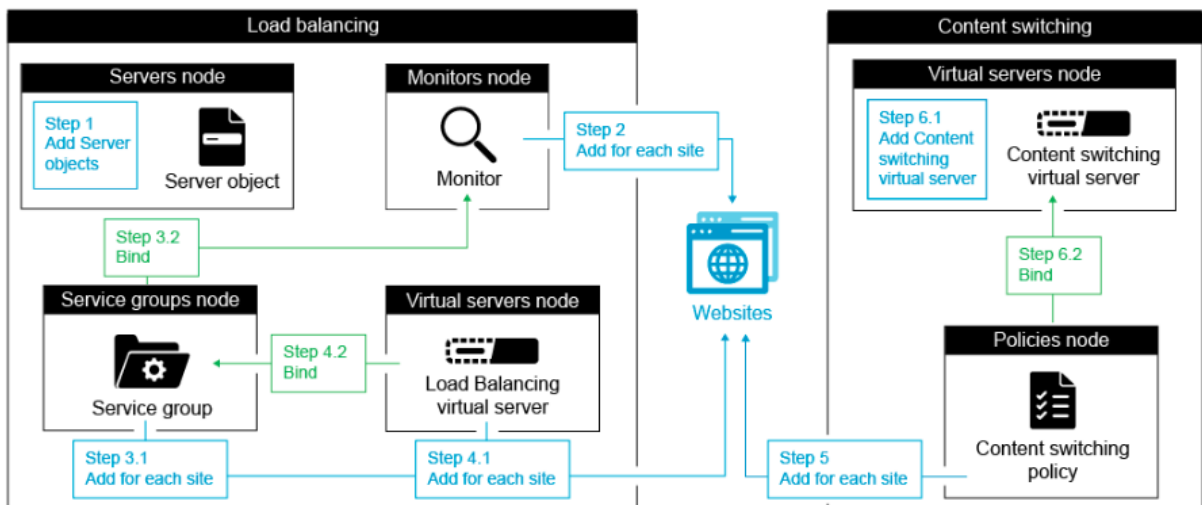 Load balancing
Servers node
Step 1
Add Server
objects
Server object
Monitors node
Monitor
Step 2
Add for each site
Step 3.2
Bind
Service groups node
Service group
Step 4.2
Bind
Virtual servers node
Load Balancing
virtual server
Step 3.1
Add for each site
Step 4.1
Add for each site
Websites
Content switching
Virtual servers node
Step 6.1
Add Content
switching
virtual server
Content switching
virtual server
Step 6.2
Bind
Policies node
Content switching
policy
Step 5
Add for each site